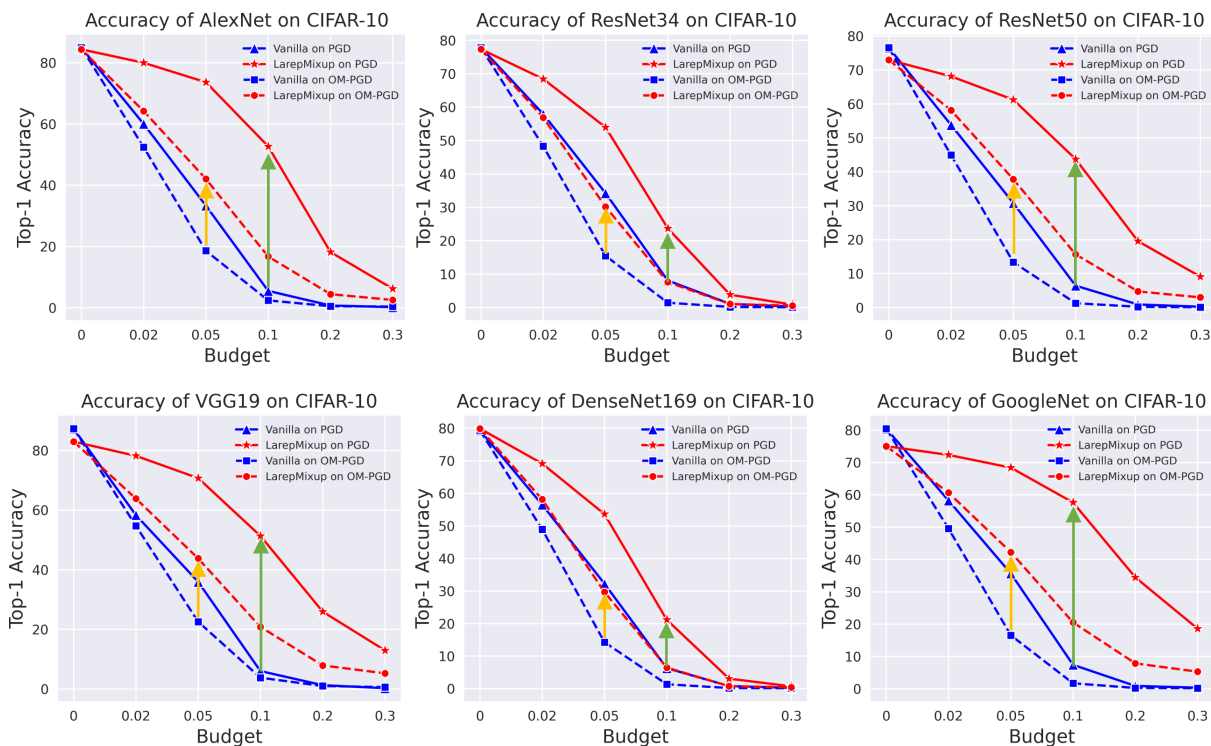 Accuracy of AlexNet on CIFAR-10
Top-1 Accuracy
80
60
40
20
0
Vanilla on PGD
LarepMixup on PGD
Vanilla on OM-PGD
LarepMixup on OM-PGD
0 0.02 0.05 0.1 0.2 0.3
Budget
Accuracy of ResNet34 on CIFAR-10
Top-1 Accuracy
80
70
60
50
40
30
20
10
0
Vanilla on PGD
LarepMixup on PGD
Vanilla on OM-PGD
LarepMixup on OM-PGD
0 0.02 0.05 0.1 0.2 0.3
Budget
Accuracy of ResNet50 on CIFAR-10
Top-1 Accuracy
80
70
60
50
40
30
20
10
0
Vanilla on PGD
LarepMixup on PGD
Vanilla on OM-PGD
LarepMixup on OM-PGD
0 0.02 0.05 0.1 0.2 0.3
Budget
Accuracy of VGG19 on CIFAR-10
Top-1 Accuracy
80
60
40
20
0
Vanilla on PGD
LarepMixup on PGD
Vanilla on OM-PGD
LarepMixup on OM-PGD
0 0.02 0.05 0.1 0.2 0.3
Budget
Accuracy of DenseNet169 on CIFAR-10
Top-1 Accuracy
80
70
60
50
40
30
20
10
0
Vanilla on PGD
LarepMixup on PGD
Vanilla on OM-PGD
LarepMixup on OM-PGD
0 0.02 0.05 0.1 0.2 0.3
Budget
Accuracy of GoogleNet on CIFAR-10
Top-1 Accuracy
80
70
60
50
40
30
20
10
0
Vanilla on PGD
LarepMixup on PGD
Vanilla on OM-PGD
LarepMixup on OM-PGD
0 0.02 0.05 0.1 0.2 0.3
Budget